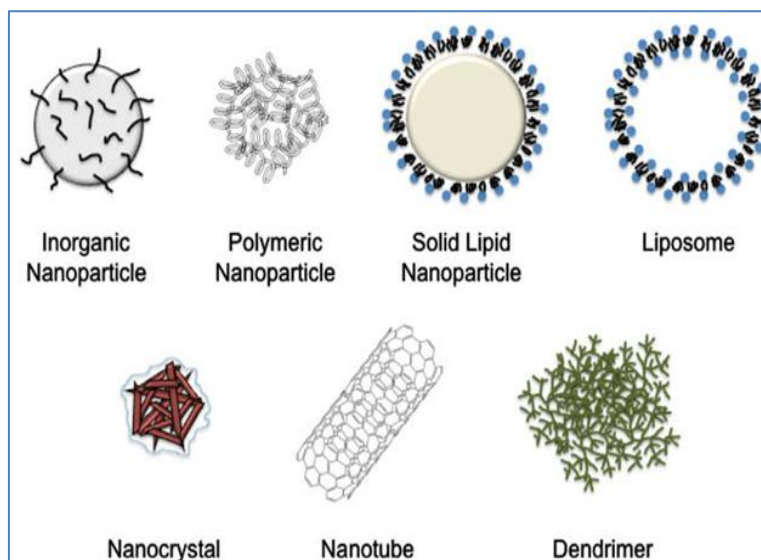 Inorganic
Nanoparticle
Polymeric
Nanoparticle
Solid Lipid
Nanoparticle
Liposome
Nanocrystal
Nanotube
Dendrimer